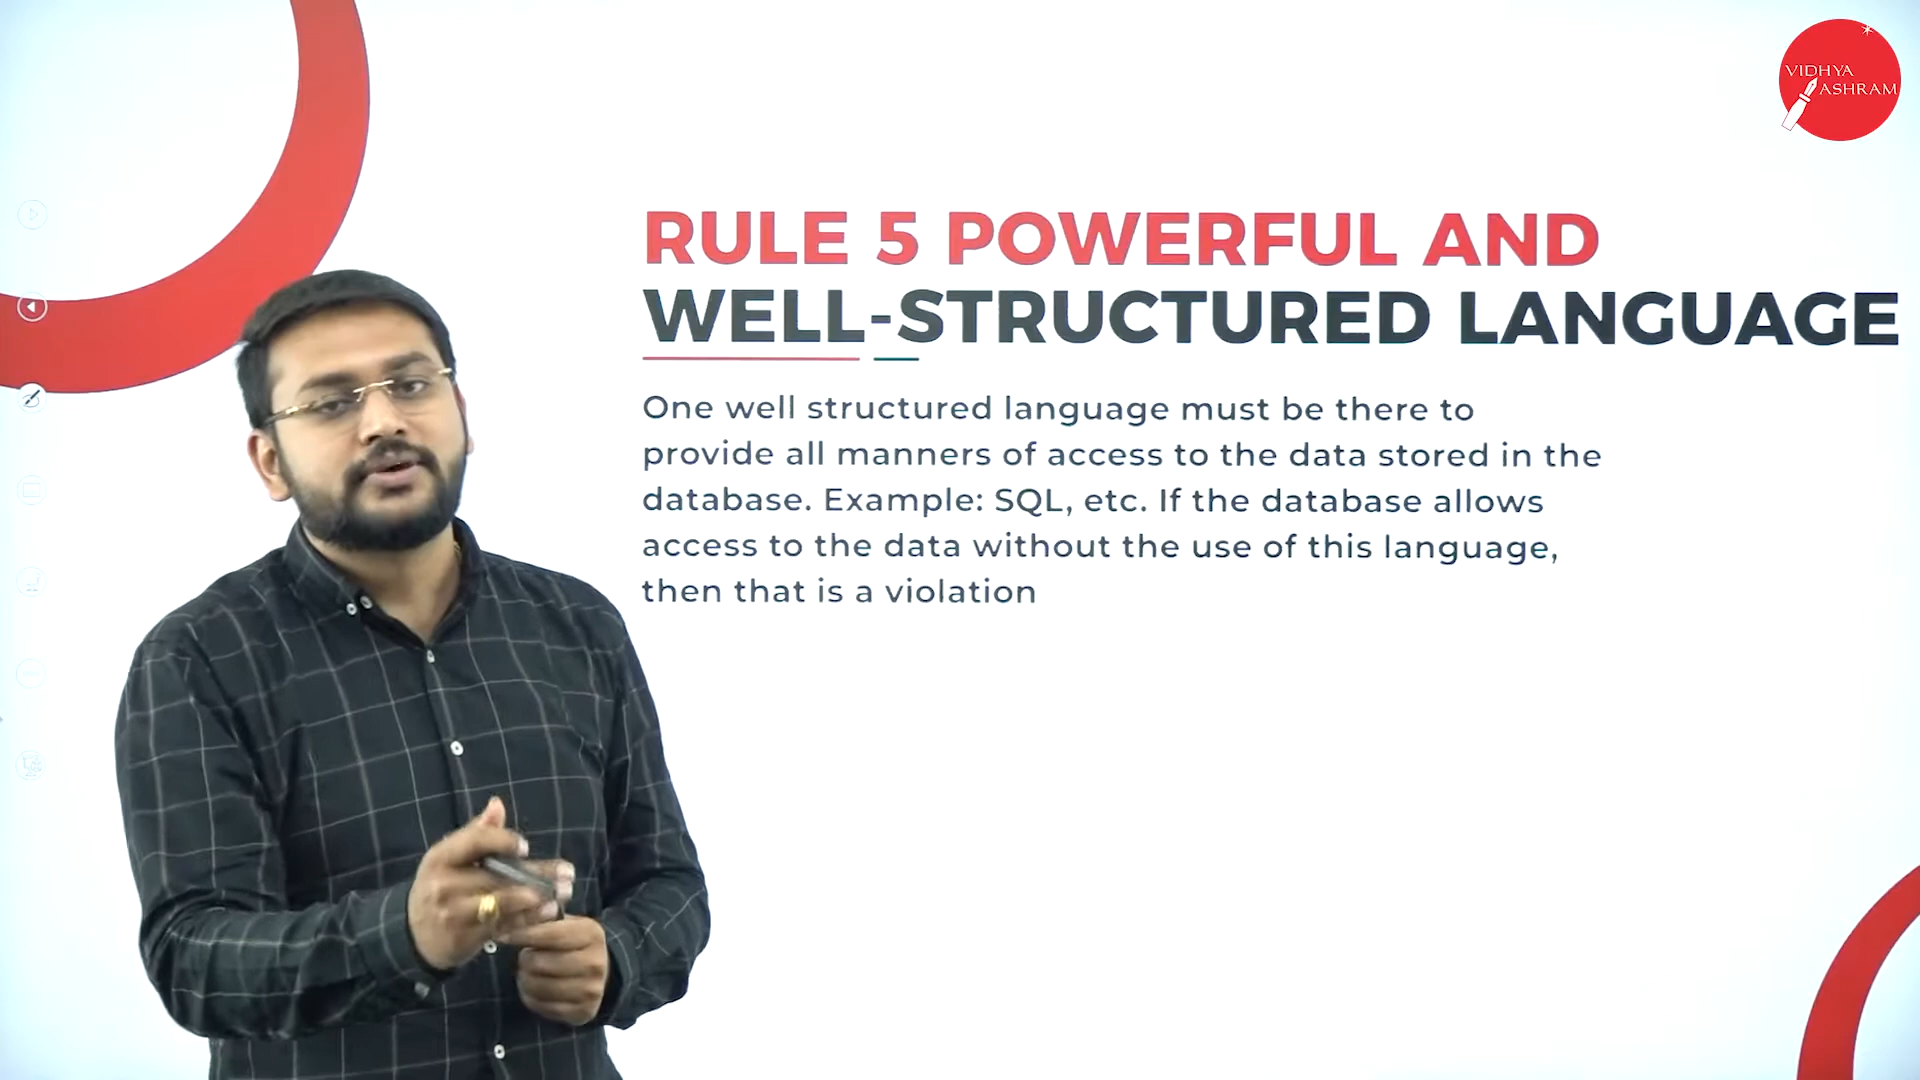 VIDHYA
ASHRAM
RULE 5 POWERFUL AND
WELL-STRUCTURED LANGUAGE
One well structured language must be there to
provide all manners of access to the data stored in the
database. Example: SQL, etc. If the database allows
access to the data without the use of this language,
then that is a violation